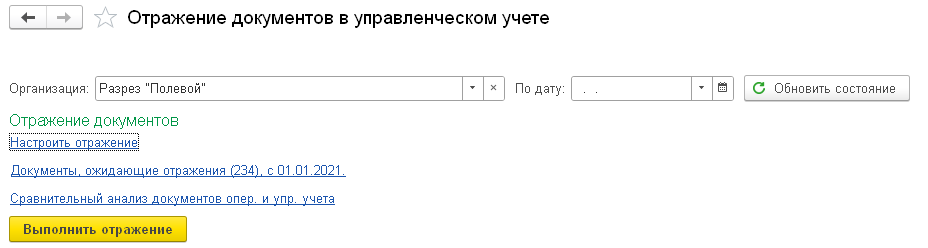 Отражение документов в управленческом учете
Организация: Разрез "Полевой" По дату: . . Обновить состояние
Отражение документов
Настроить отражение
Документы, ожидающие отражения (234), с 01.01.2021.
Сравнительный анализ документов опер. и упр. учета
Выполнить отражение